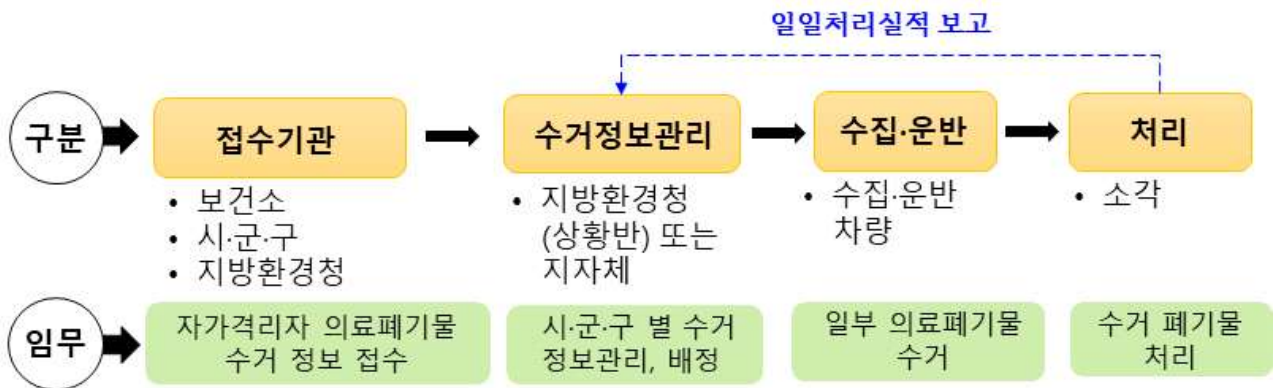 일일처리실적 보고
구분
접수기관
수거정보관리
수집·운반
처리
• 보건소
• 시·군·구
• 지방환경청
• 지방환경청
(상황반) 또는
지자체
• 수집·운반
차량
• 소각
임무
자가격리자 의료폐기물
수거 정보 접수
시·군·구 별 수거
정보관리, 배정
일부 의료폐기물
수거
수거 폐기물
처리